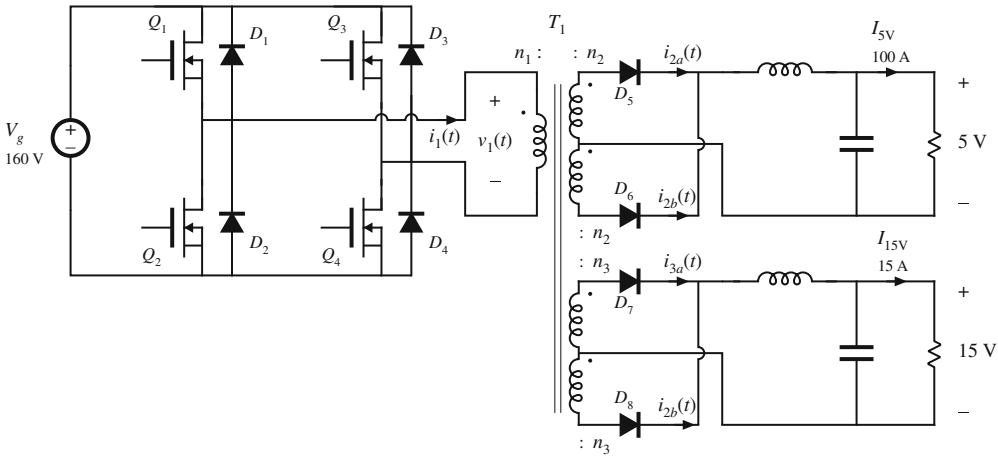 Q1
D1
Q3
D3
T1
n1 :
: n2
i2a(t)
I5V
100 A
D5
Vg
160 V
+
−
i1(t)
+
v1(t)
−
+
5 V
−
D6
i2b(t)
: n2
Q2
D2
Q4
D4
: n3
i3a(t)
I15V
15 A
D7
+
15 V
−
D8
i2b(t)
: n3